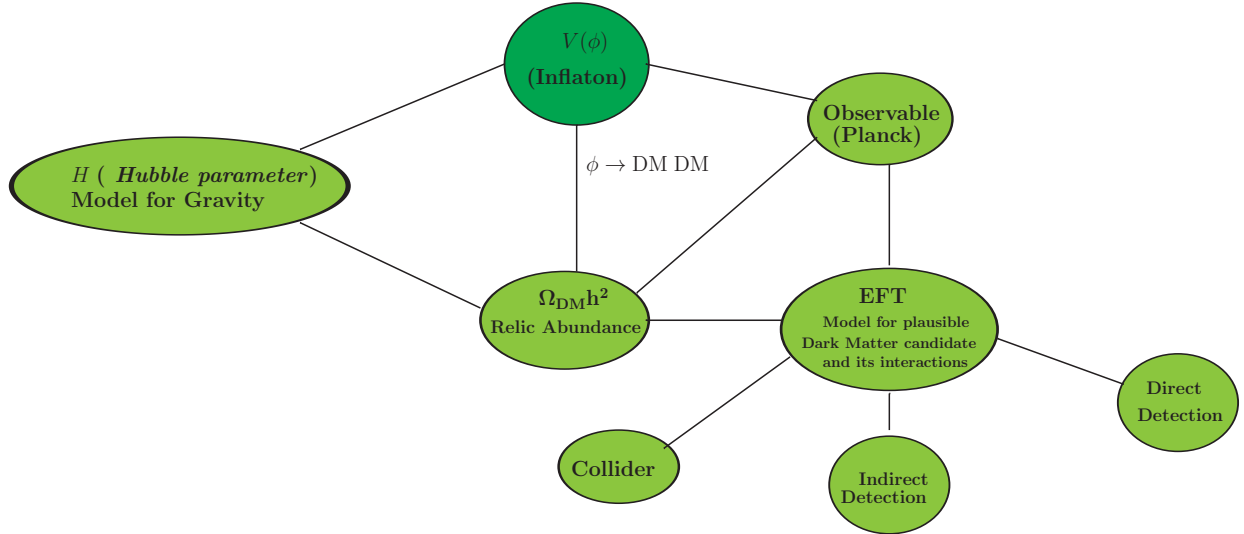 V(ϕ)
(Inflaton)
Observable
(Planck)
H ( Hubble parameter)
Model for Gravity
ϕ → DM DM
Ω_DM h²
Relic Abundance
EFT
Model for plausible
Dark Matter candidate
and its interactions
Direct
Detection
Collider
Indirect
Detection